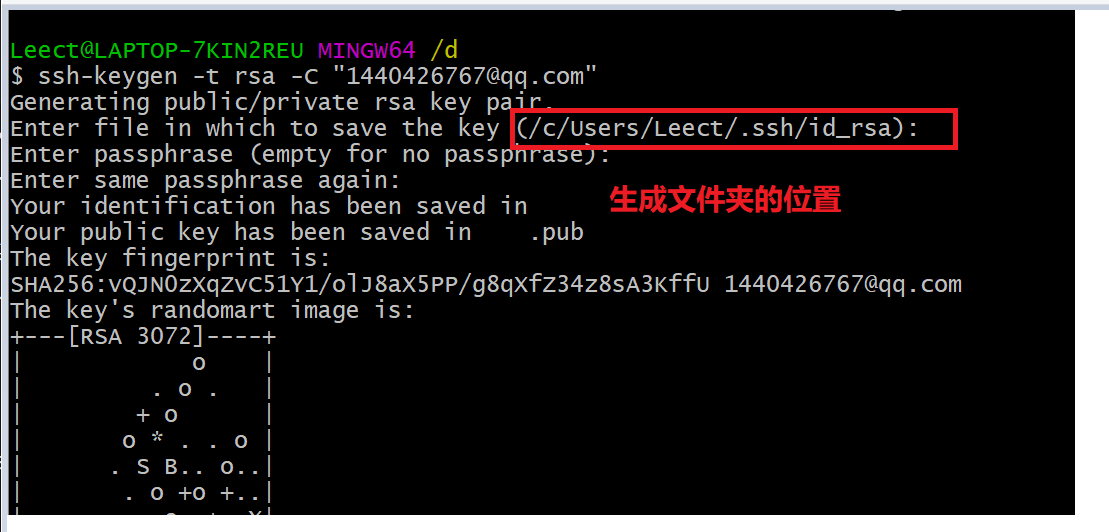 Leect@LAPTOP-7KIN2REU MINGW64 /d
$ ssh-keygen -t rsa -C "1440426767@qq.com"
Generating public/private rsa key pair.
Enter file in which to save the key (/c/Users/Leect/.ssh/id_rsa):
Enter passphrase (empty for no passphrase):
Enter same passphrase again:
生成文件夹的位置
Your identification has been saved in
Your public key has been saved in    .pub
The key fingerprint is:
SHA256:vQJN0zXqZvC51Y1/olJ8aX5PP/g8qXfZ34z8sA3KffU 1440426767@qq.com
The key's randomart image is:
+---[RSA 3072]----+
|            o    |
|         . o .   |
|        + o      |
|       o * . . o |
|      . S B.. o..|
|       . o +o +..|